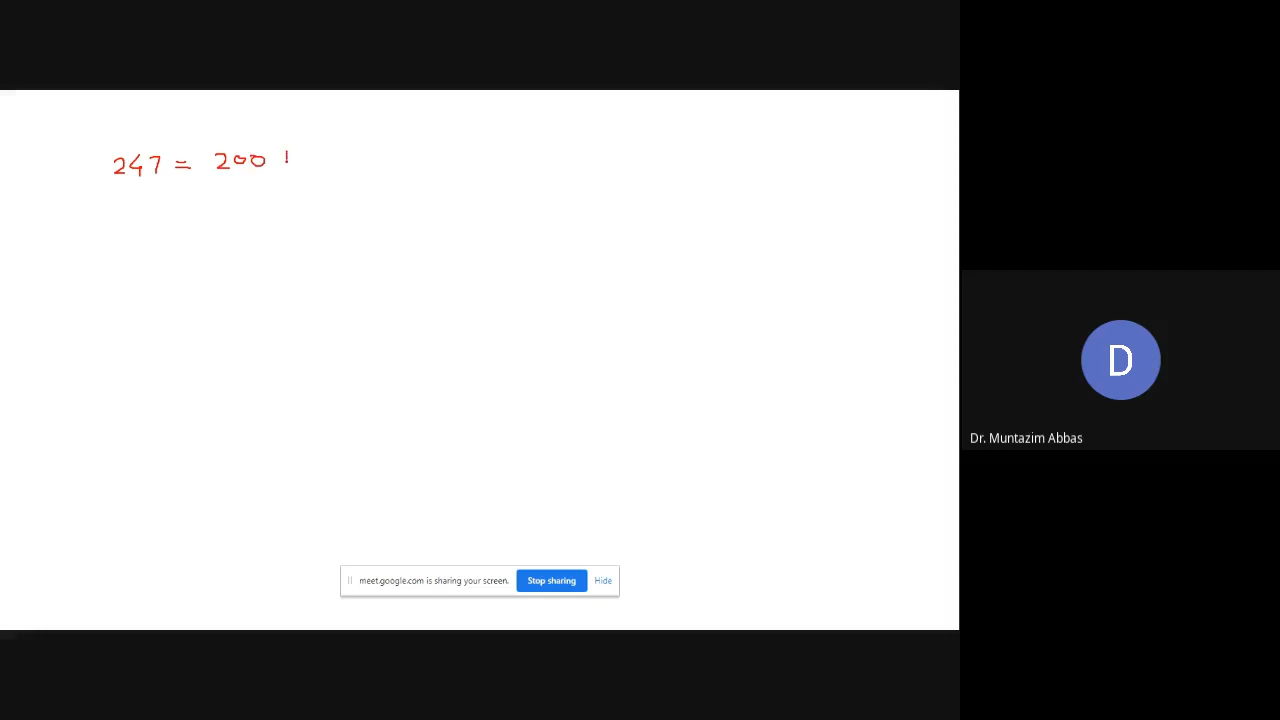 247 = 200
D
Dr. Muntazim Abbas
meet.google.com is sharing your screen. Stop sharing Hide